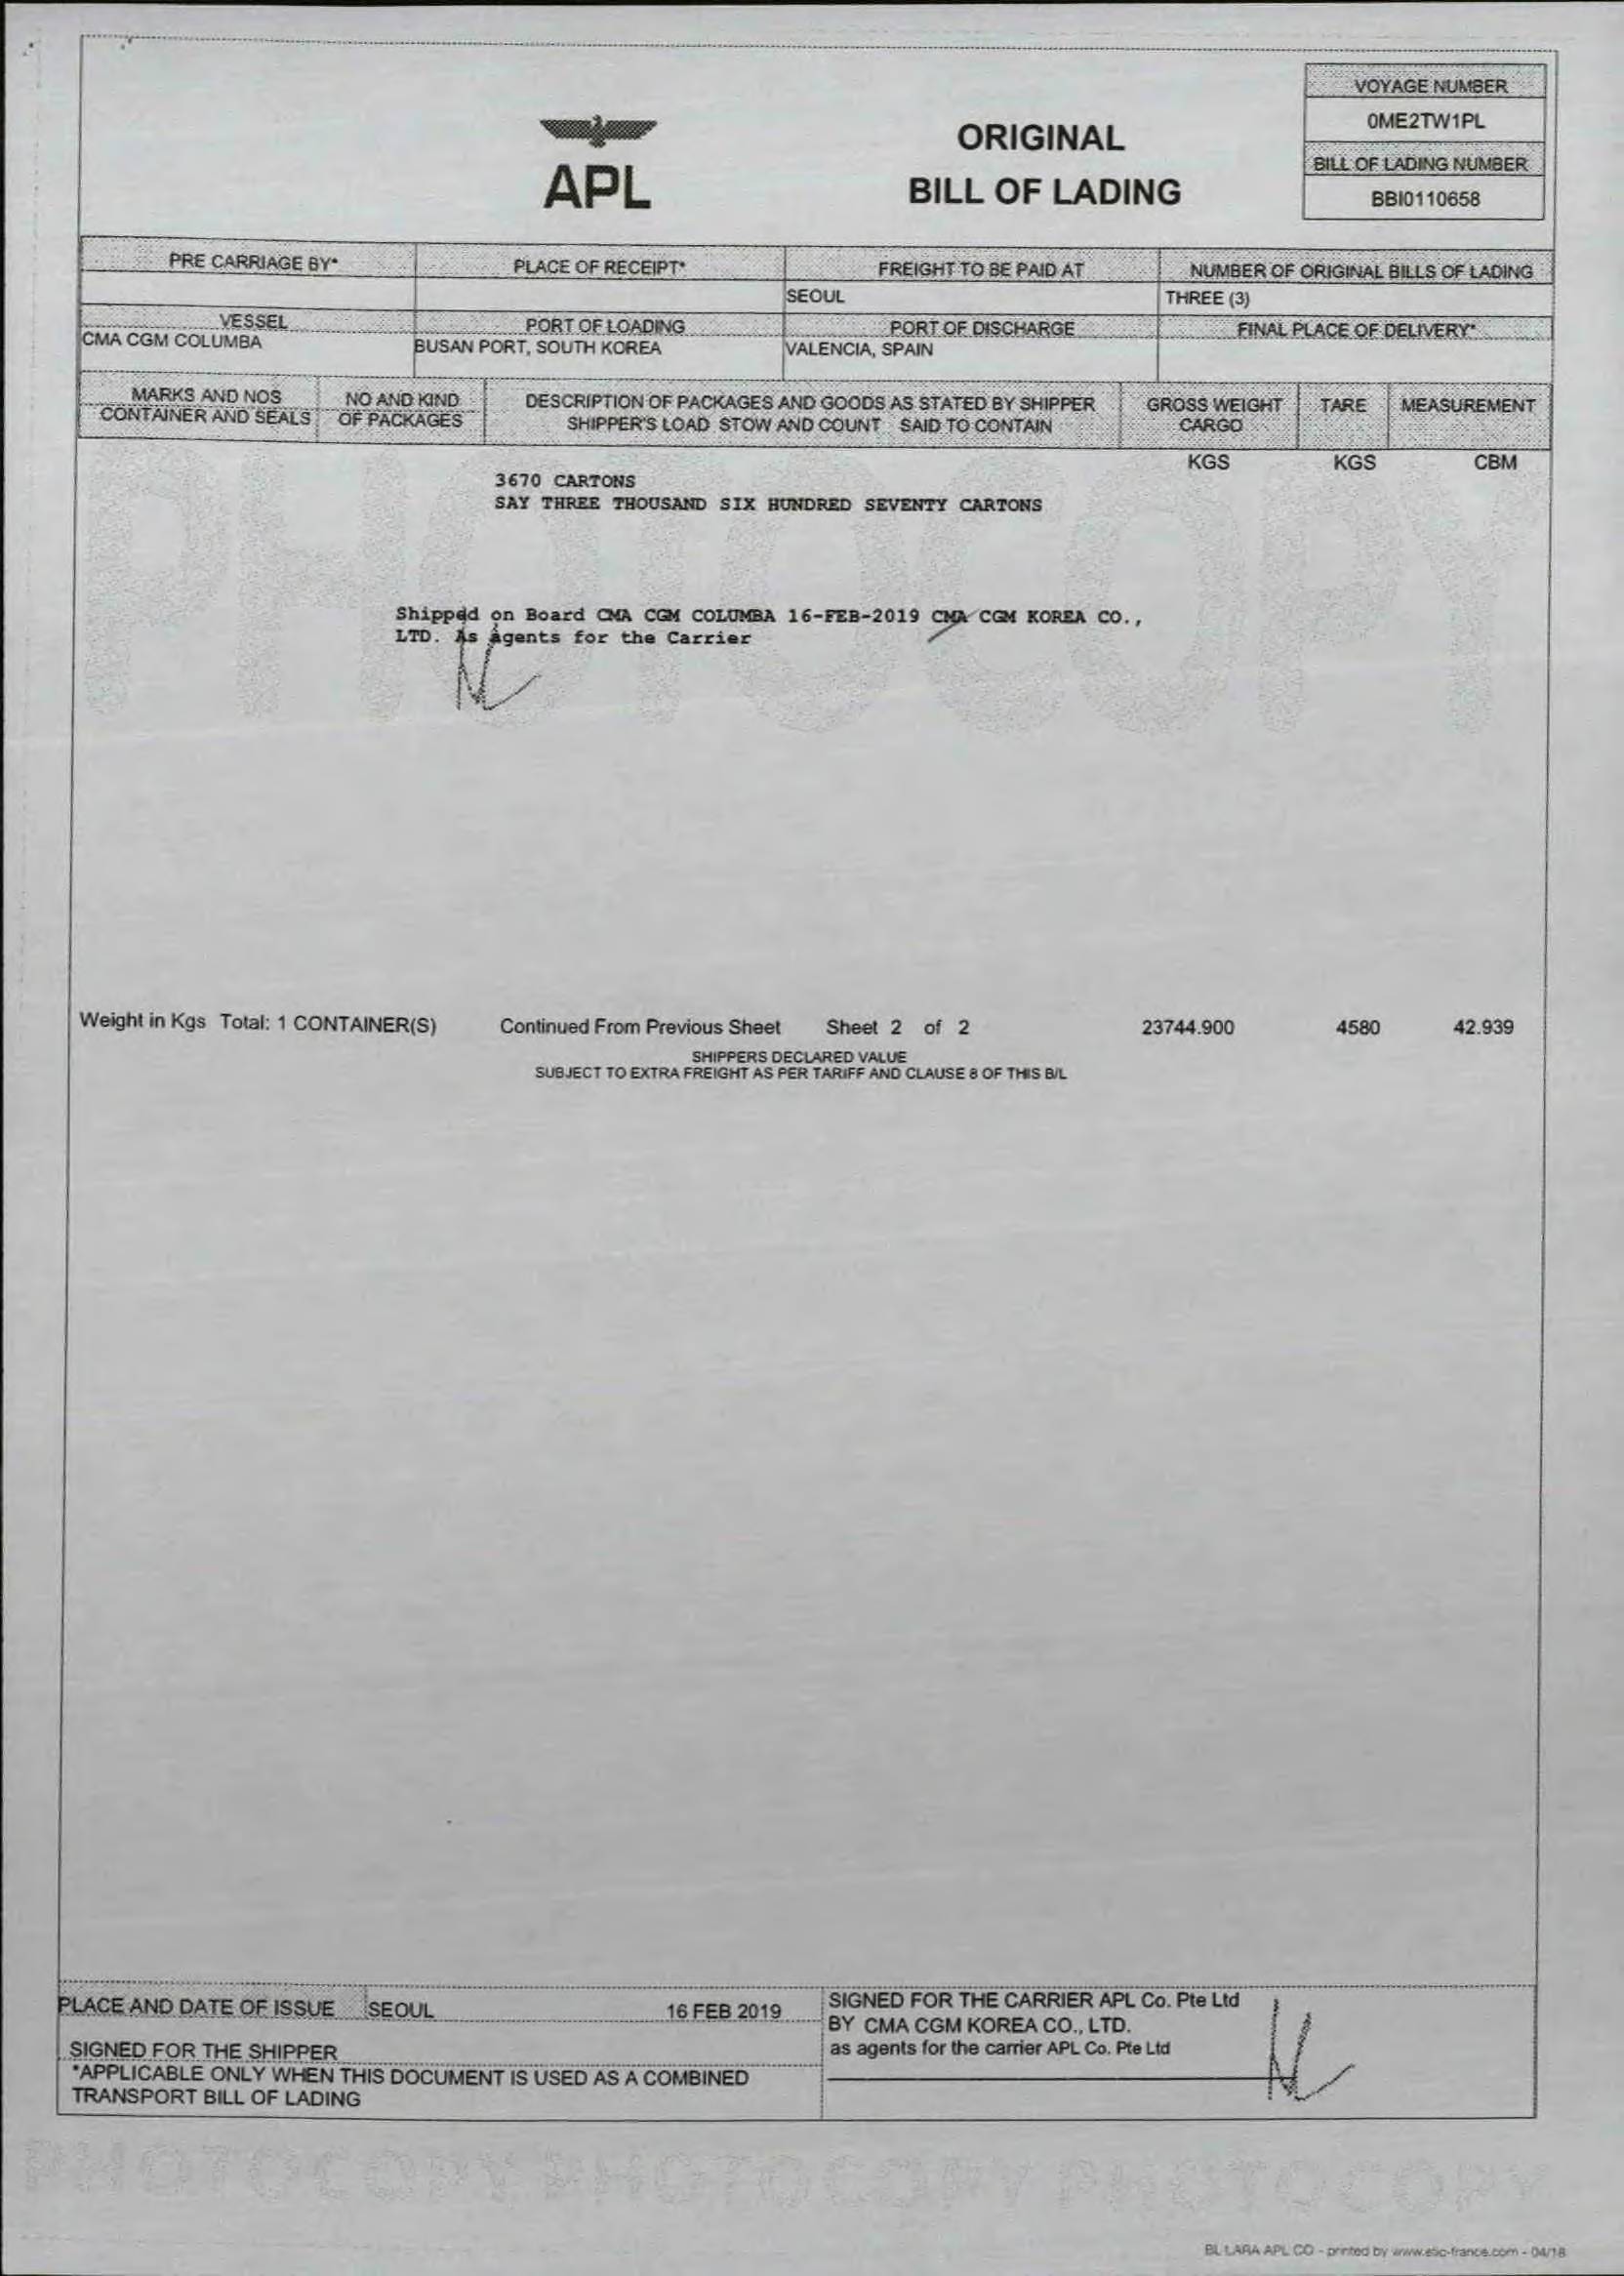 VOYAGE NUMBER
0ME2TW1PL
BILL OF LADING NUMBER
BBI0110658
APL
ORIGINAL
BILL OF LADING
PRE CARRIAGE BY* PLACE OF RECEIPT* FREIGHT TO BE PAID AT NUMBER OF ORIGINAL BILLS OF LADING
SEOUL THREE (3)
VESSEL PORT OF LOADING PORT OF DISCHARGE FINAL PLACE OF DELIVERY*
CMA CGM COLUMBA BUSAN PORT, SOUTH KOREA VALENCIA, SPAIN
MARKS AND NOS NO AND KIND DESCRIPTION OF PACKAGES AND GOODS AS STATED BY SHIPPER GROSS WEIGHT TARE MEASUREMENT
CONTAINER AND SEALS OF PACKAGES SHIPPER'S LOAD STOW AND COUNT SAID TO CONTAIN CARGO
KGS KGS CBM
3670 CARTONS
SAY THREE THOUSAND SIX HUNDRED SEVENTY CARTONS
PHOTOCOPY
Shipped on Board CMA CGM COLUMBA 16-FEB-2019 CMA CGM KOREA CO.,
LTD. As agents for the Carrier
Weight in Kgs Total: 1 CONTAINER(S) Continued From Previous Sheet Sheet 2 of 2 23744.900 4580 42.939
SHIPPERS DECLARED VALUE
SUBJECT TO EXTRA FREIGHT AS PER TARIFF AND CLAUSE 8 OF THIS B/L
PLACE AND DATE OF ISSUE SEOUL 16 FEB 2019
SIGNED FOR THE SHIPPER
*APPLICABLE ONLY WHEN THIS DOCUMENT IS USED AS A COMBINED
TRANSPORT BILL OF LADING
SIGNED FOR THE CARRIER APL Co. Pte Ltd
BY CMA CGM KOREA CO., LTD.
as agents for the carrier APL Co. Pte Ltd
PHOTOCOPY PHOTOCOPY PHOTOCOPY
BL LARA APL CO - printed by www.etic-france.com - 04/18